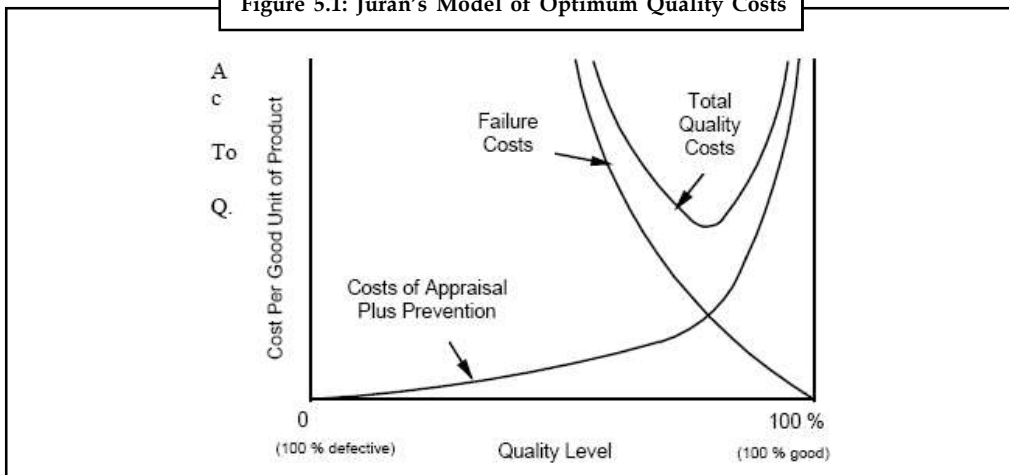 Figure 5.1: Juran's Model of Optimum Quality Costs
A
c
To
Q.
Cost Per Good Unit of Product
Failure
Costs
Total
Quality
Costs
Costs of Appraisal
Plus Prevention
0
100 %
(100 % defective)
Quality Level
(100 % good)